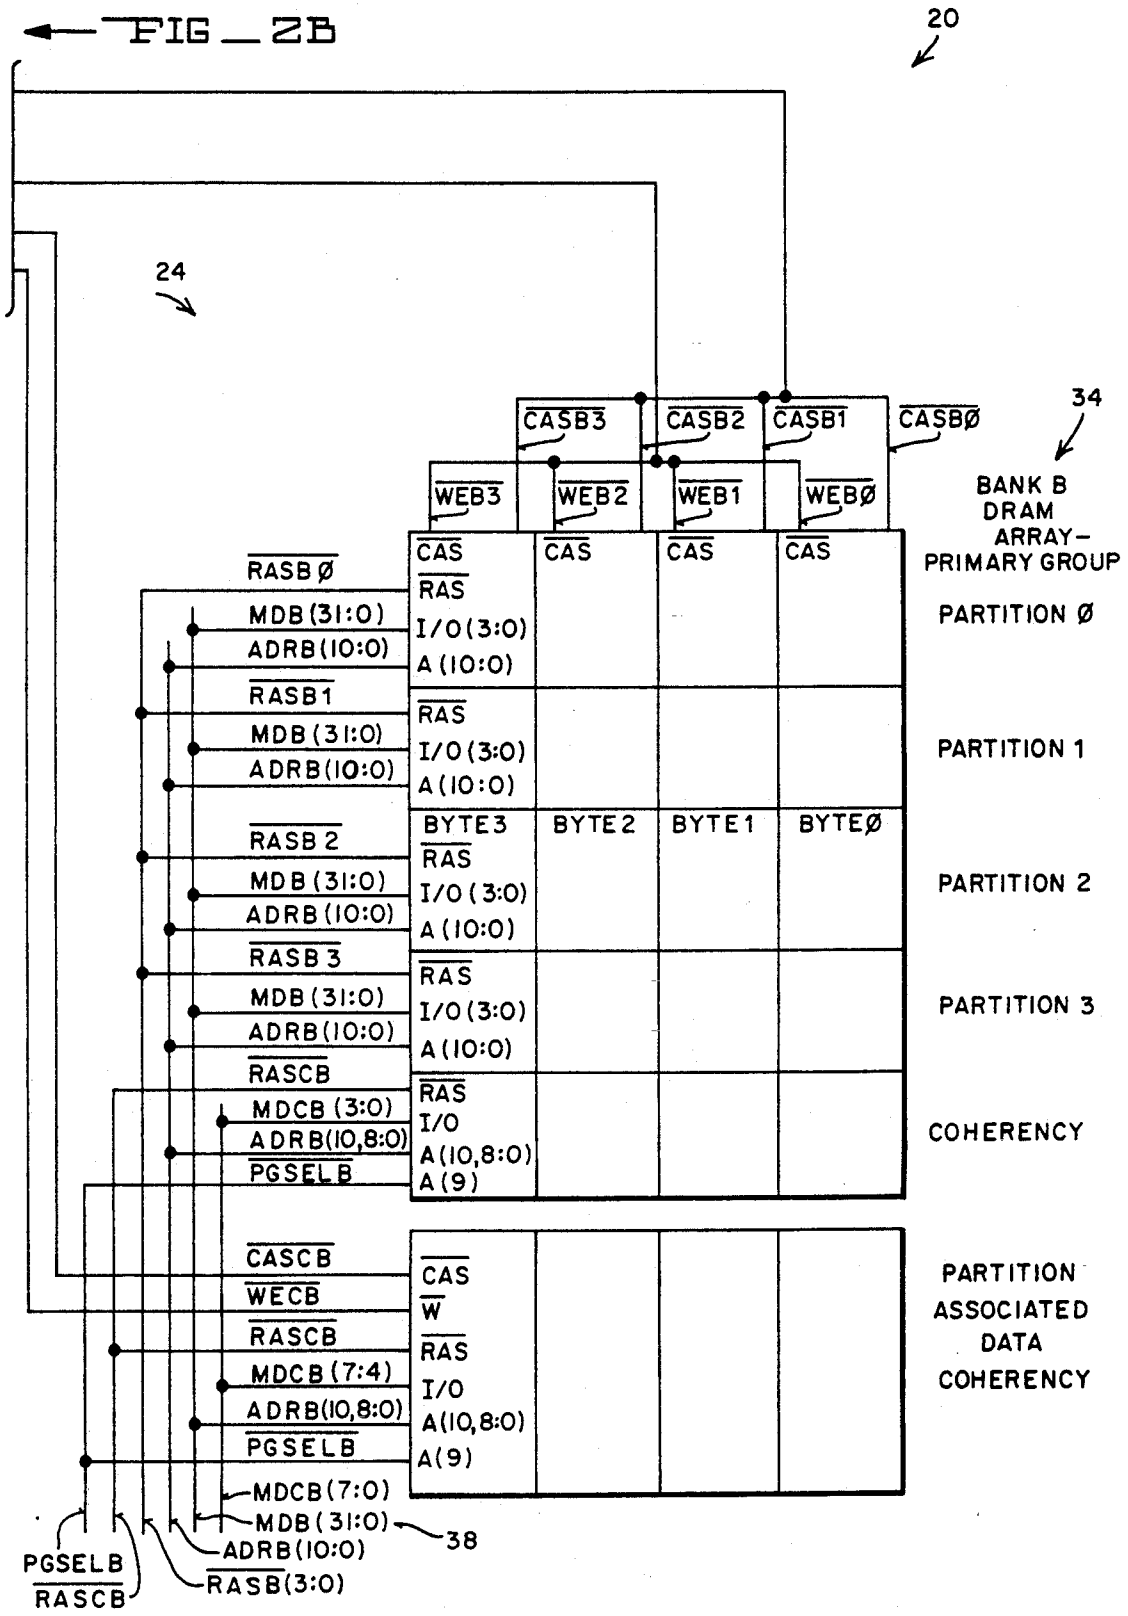 FIG_2B
20
24
CASB3 CASB2 CASB1 CASBØ
34
WEB3 WEB2 WEB1 WEBØ
BANK B
DRAM
ARRAY-
PRIMARY GROUP
CAS CAS CAS CAS
RASBØ
RAS
MDB(31:0)
I/O(3:0)
PARTITION Ø
ADRB(10:0)
A(10:0)
RASB1
RAS
MDB(31:0)
I/O(3:0)
PARTITION 1
ADRB(10:0)
A(10:0)
BYTE3 BYTE2 BYTE1 BYTEØ
RASB2
RAS
MDB(31:0)
I/O(3:0)
PARTITION 2
ADRB(10:0)
A(10:0)
RASB3
RAS
MDB(31:0)
I/O(3:0)
PARTITION 3
ADRB(10:0)
A(10:0)
RASCB
RAS
MDCB(3:0)
I/O
COHERENCY
ADRB(10,8:0)
A(10,8:0)
PGSELB
A(9)
CASCB
CAS
PARTITION
ASSOCIATED
DATA
COHERENCY
WECB
W
RASCB
RAS
MDCB(7:4)
I/O
ADRB(10,8:0)
A(10,8:0)
PGSELB
A(9)
MDCB(7:0)
MDB(31:0)
38
ADRB(10:0)
PGSELB
RASB(3:0)
RASCB